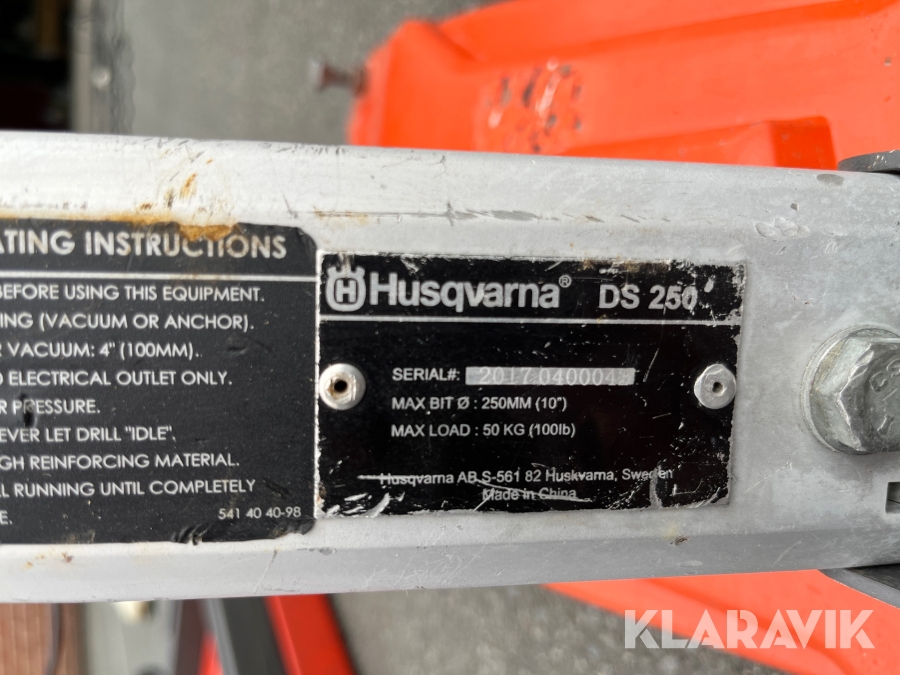 ATING INSTRUCTIONS
BEFORE USING THIS EQUIPMENT.
ING (VACUUM OR ANCHOR).
R VACUUM: 4" (100MM).
D ELECTRICAL OUTLET ONLY.
R PRESSURE.
EVER LET DRILL "IDLE".
GH REINFORCING MATERIAL.
LL RUNNING UNTIL COMPLETELY
E.
541 40 40-98
Husqvarna® DS 250
SERIAL#:
MAX BIT Ø : 250MM (10")
MAX LOAD : 50 KG (100lb)
Husqvarna AB S-561 82 Huskvarna, Sweden
Made in China
KLARAVIK